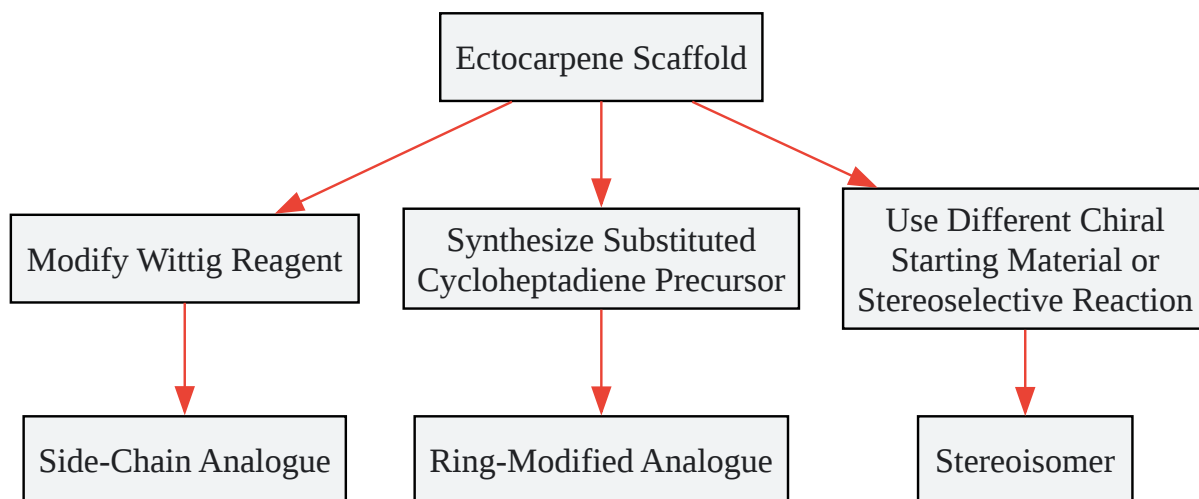 Ectocarpene Scaffold
Modify Wittig Reagent
Synthesize Substituted
Cycloheptadiene Precursor
Use Different Chiral
Starting Material or
Stereoselective Reaction
Side-Chain Analogue
Ring-Modified Analogue
Stereoisomer